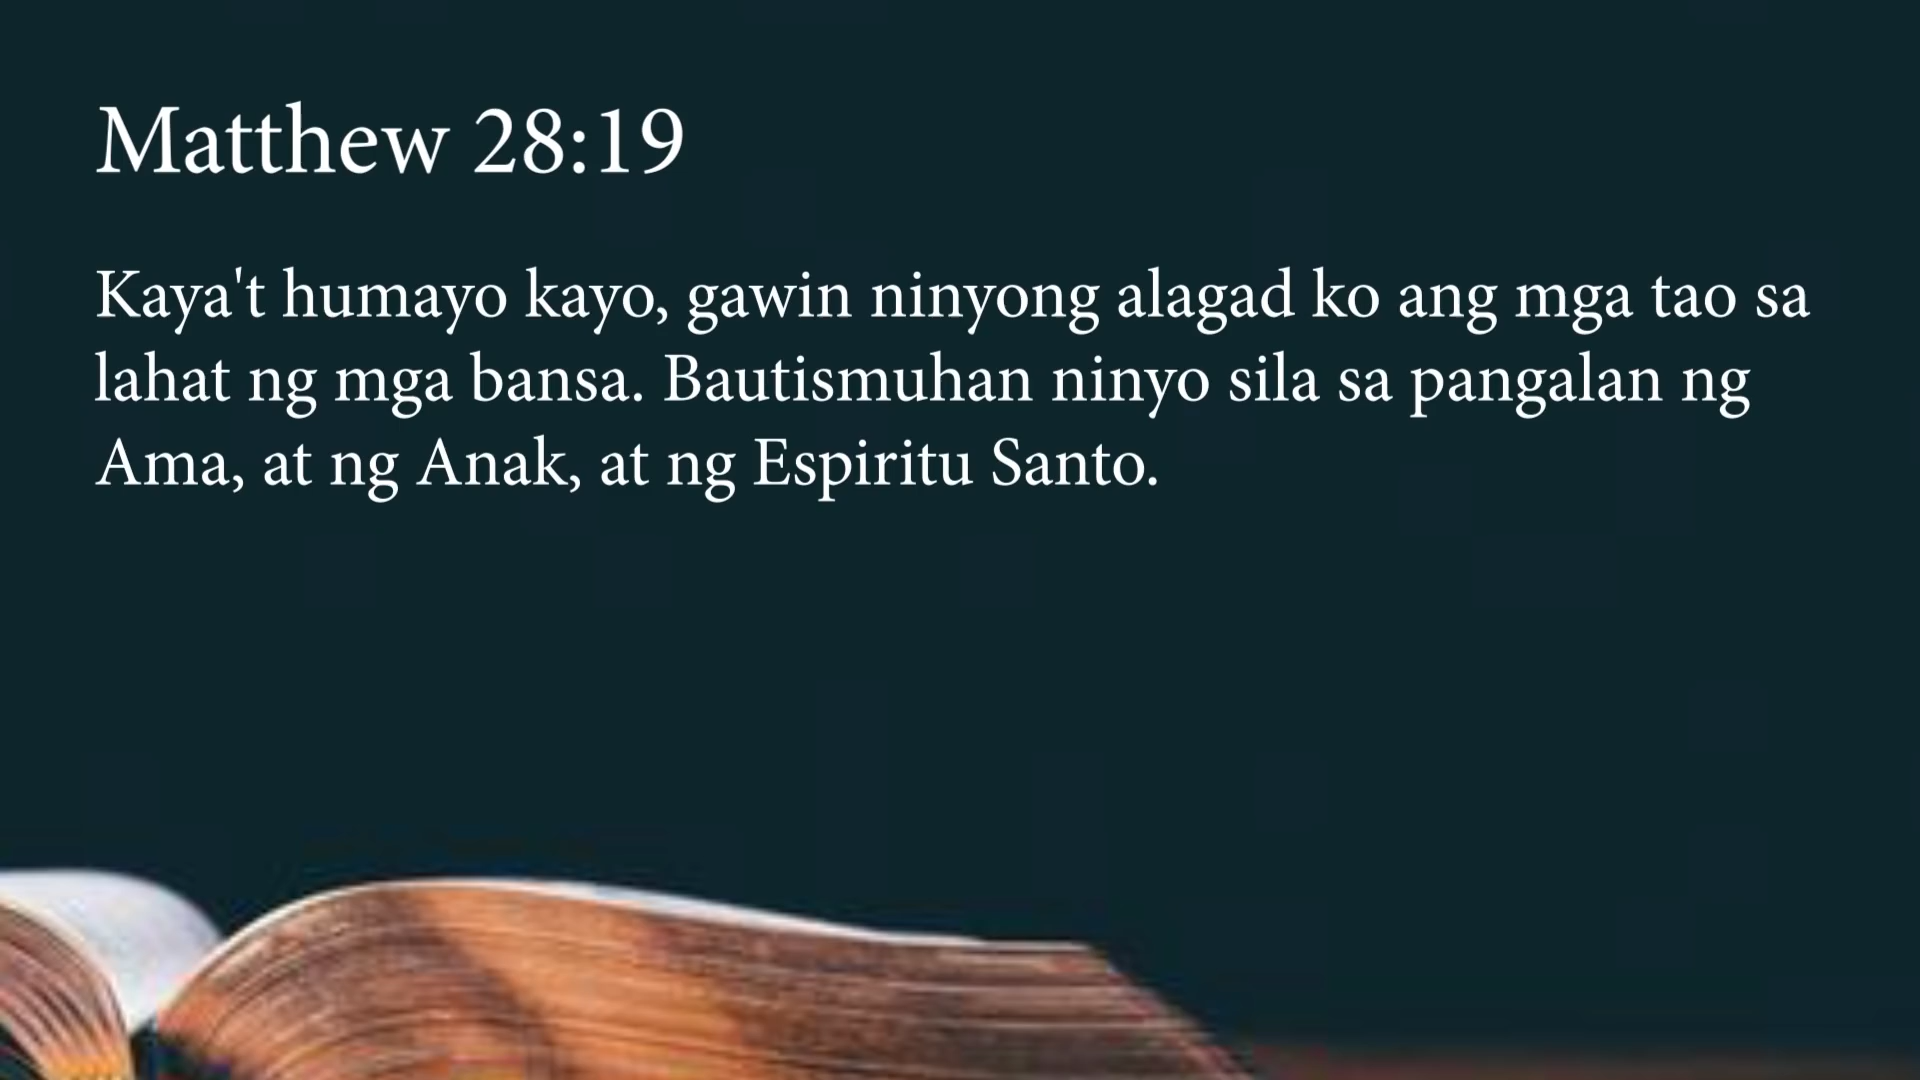 Matthew 28:19
Kaya't humayo kayo, gawin ninyong alagad ko ang mga tao sa
lahat ng mga bansa. Bautismuhan ninyo sila sa pangalan ng
Ama, at ng Anak, at ng Espiritu Santo.